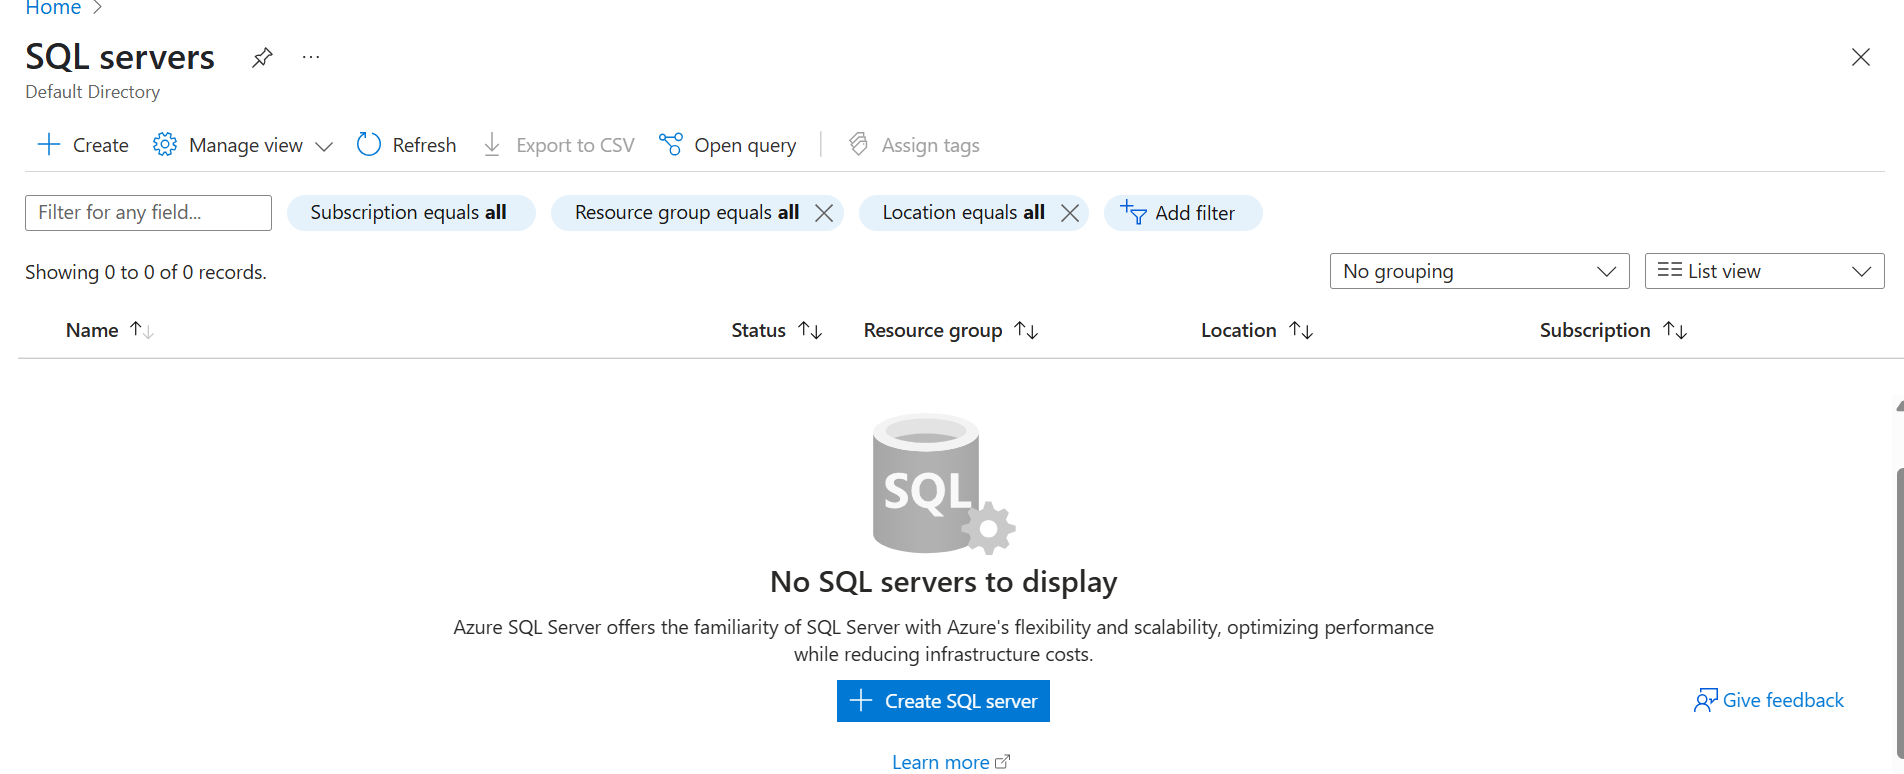 Home
SQL servers
Default Directory
Create Manage view Refresh Export to CSV Open query Assign tags
Filter for any field... Subscription equals all Resource group equals all Location equals all Add filter
Showing 0 to 0 of 0 records. No grouping List view
Name Status Resource group Location Subscription
SQL
No SQL servers to display
Azure SQL Server offers the familiarity of SQL Server with Azure's flexibility and scalability, optimizing performance
while reducing infrastructure costs.
Create SQL server
Give feedback
Learn more